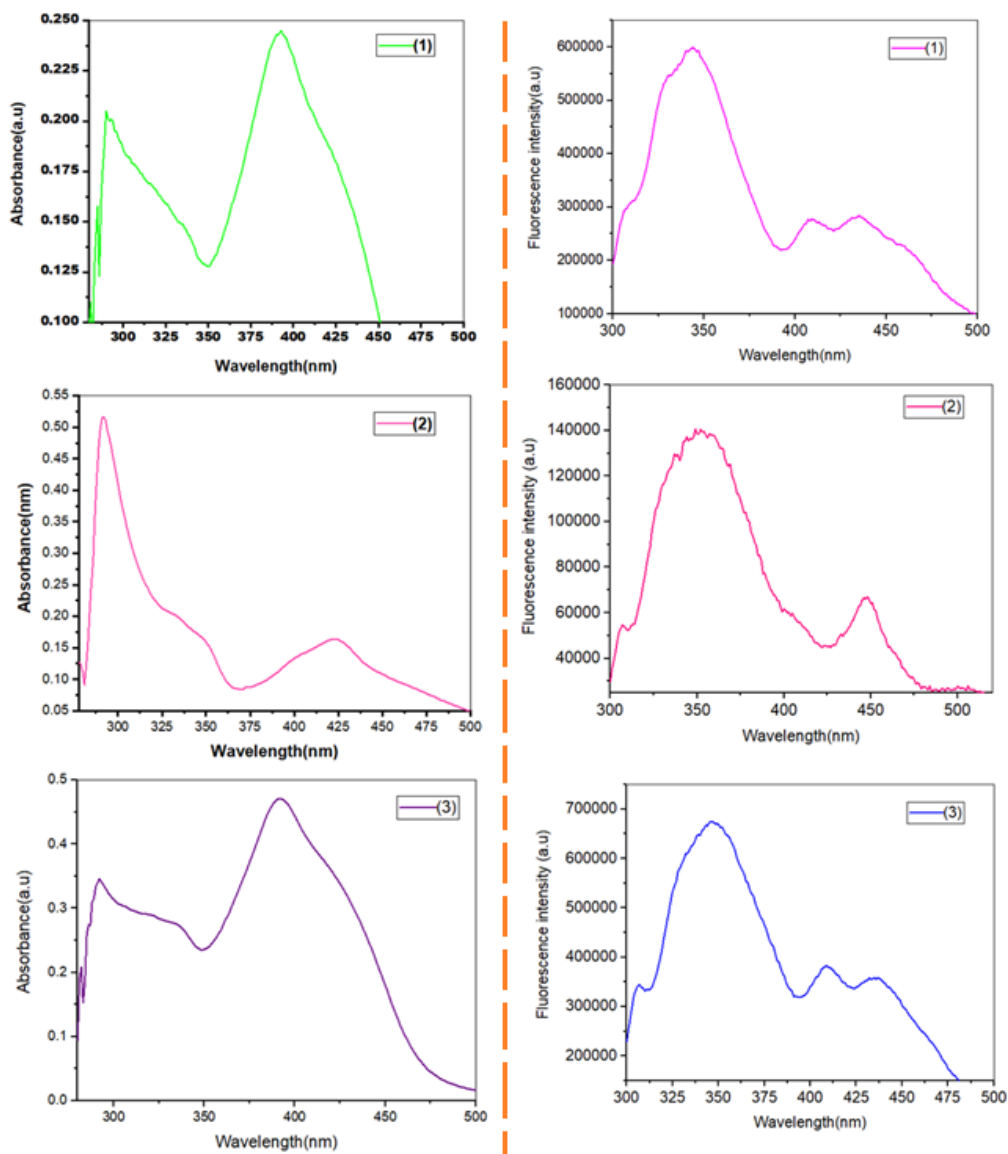 Absorbance(a.u)
0.250
0.225
0.200
0.175
0.150
0.125
0.100
(1)
300 325 350 375 400 425 450 475 500
Wavelength(nm)
Fluorescence intensity(a.u)
600000
500000
400000
300000
200000
100000
(1)
300 350 400 450 500
Wavelength(nm)
Absorbance(nm)
0.55
0.50
0.45
0.40
0.35
0.30
0.25
0.20
0.15
0.10
0.05
(2)
300 325 350 375 400 425 450 475 500
Wavelength(nm)
Fluorescence intensity (a.u)
160000
140000
120000
100000
80000
60000
40000
(2)
300 350 400 450 500
Wavelength(nm)
Absorbance(a.u)
0.5
0.4
0.3
0.2
0.1
0.0
(3)
300 350 400 450 500
Wavelength(nm)
Fluorescence intensity (a.u)
700000
600000
500000
400000
300000
200000
(3)
300 325 350 375 400 425 450 475 500
Wavelength(nm)